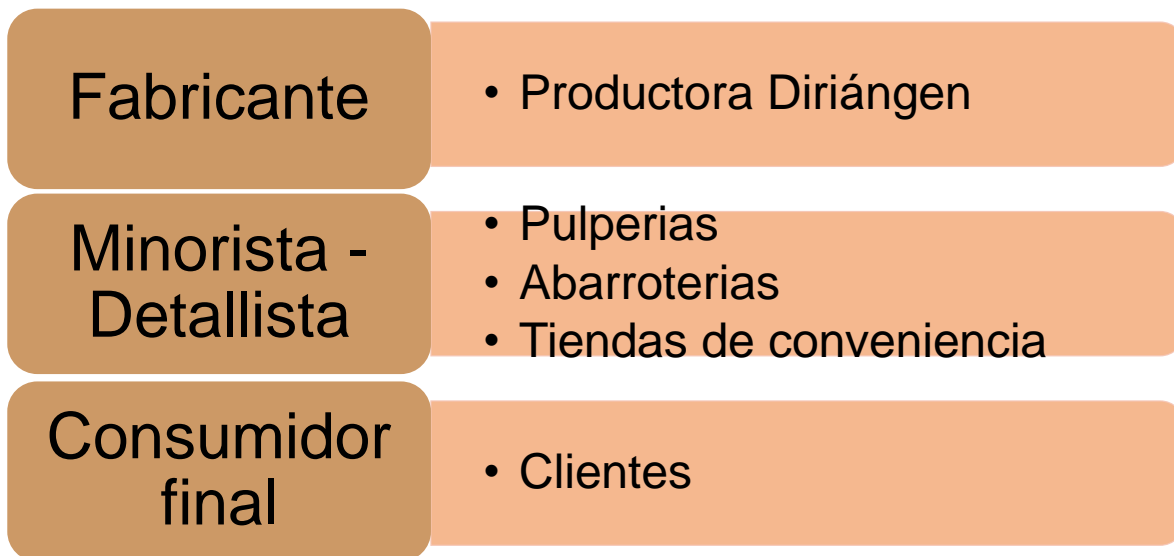 Fabricante
• Productora Diriángen
Minorista -
Detallista
• Pulperias
• Abarroterias
• Tiendas de conveniencia
Consumidor
final
• Clientes